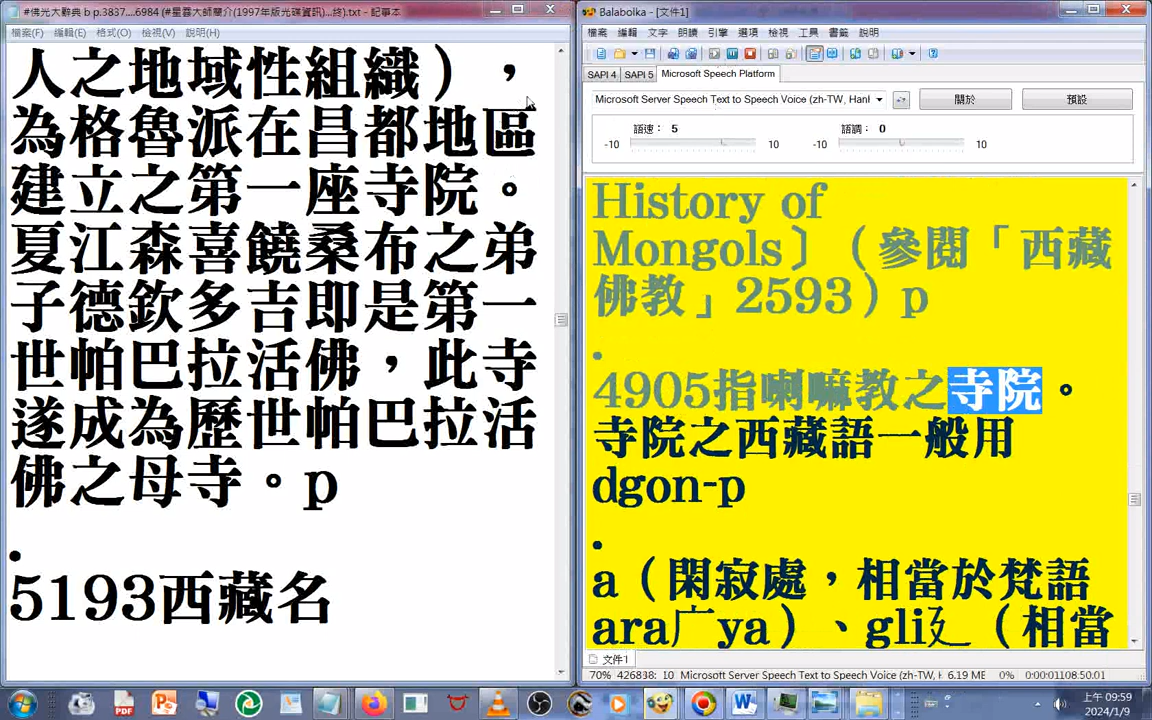 #佛光大辭典 b p.3837....6984 (#星雲大師簡介(1997年版光碟資訊)...終).txt - 記事本
檔案(F) 編輯(E) 格式(O) 檢視(V) 說明(H)
人之地域性組織），
為格魯派在昌都地區
建立之第一座寺院。
夏江森喜饒桑布之弟
子德欽多吉即是第一
世帕巴拉活佛，此寺
遂成為歷世帕巴拉活
佛之母寺。p
.
5193西藏名
Balabolka - [文件1]
檔案 編輯 朗讀 引擎 選項 檢視 工具 書籤 說明
SAPI 4 SAPI 5 Microsoft Speech Platform
Microsoft Server Speech Text to Speech Voice (zh-TW, Hanl
關於 預設
語速： 5 語調： 0
-10 10 -10 10
History of
Mongols〕（參閱「西藏
佛教」2593）p
.
4905指喇嘛教之寺院。
寺院之西藏語一般用
dgon-p
.
a（閑寂處，相當於梵語
ara广ya）、gli廴（相當
文件1
70% 426838: 10 Microsoft Server Speech Text to Speech Voice (zh-TW, H 6.19 ME 0% 0:00:01108.50.01
上午 09:59
2024/1/9